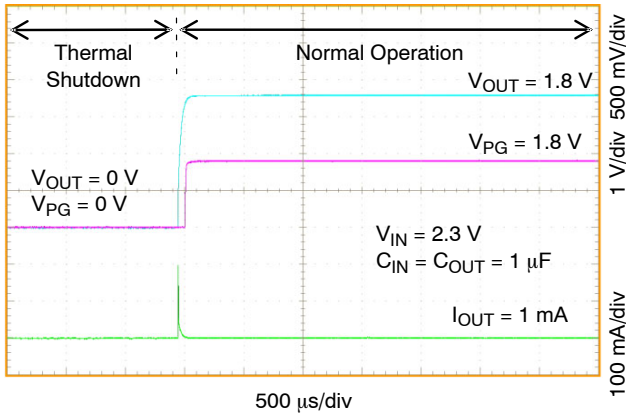 Thermal
Shutdown
Normal Operation
500 mV/div
V_OUT = 1.8 V
V_PG = 1.8 V
1 V/div
V_OUT = 0 V
V_PG = 0 V
V_IN = 2.3 V
C_IN = C_OUT = 1 μF
I_OUT = 1 mA
100 mA/div
500 μs/div